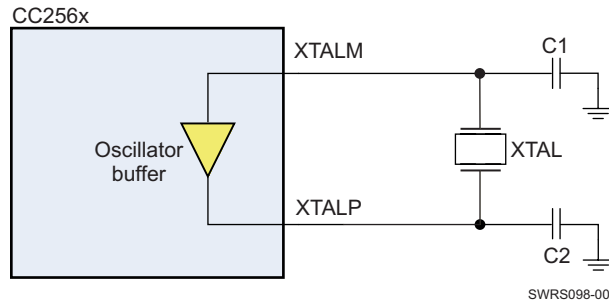 CC256x
C1
XTALM
Oscillator
buffer
XTAL
XTALP
C2
SWRS098-00